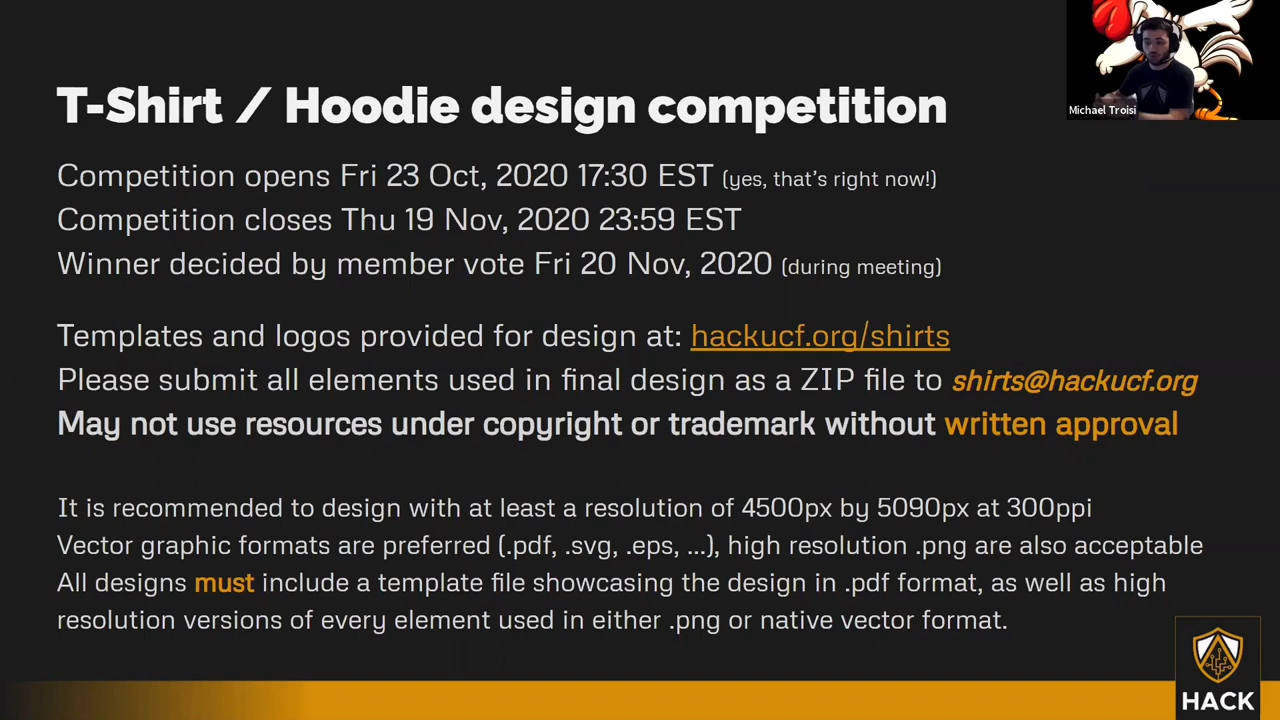 Michael Troisi
T-Shirt / Hoodie design competition
Competition opens Fri 23 Oct, 2020 17:30 EST (yes, that's right now!)
Competition closes Thu 19 Nov, 2020 23:59 EST
Winner decided by member vote Fri 20 Nov, 2020 (during meeting)
Templates and logos provided for design at: hackucf.org/shirts
Please submit all elements used in final design as a ZIP file to shirts@hackucf.org
May not use resources under copyright or trademark without written approval
It is recommended to design with at least a resolution of 4500px by 5090px at 300ppi
Vector graphic formats are preferred (.pdf, .svg, .eps, ...), high resolution .png are also acceptable
All designs must include a template file showcasing the design in .pdf format, as well as high
resolution versions of every element used in either .png or native vector format.
HACK